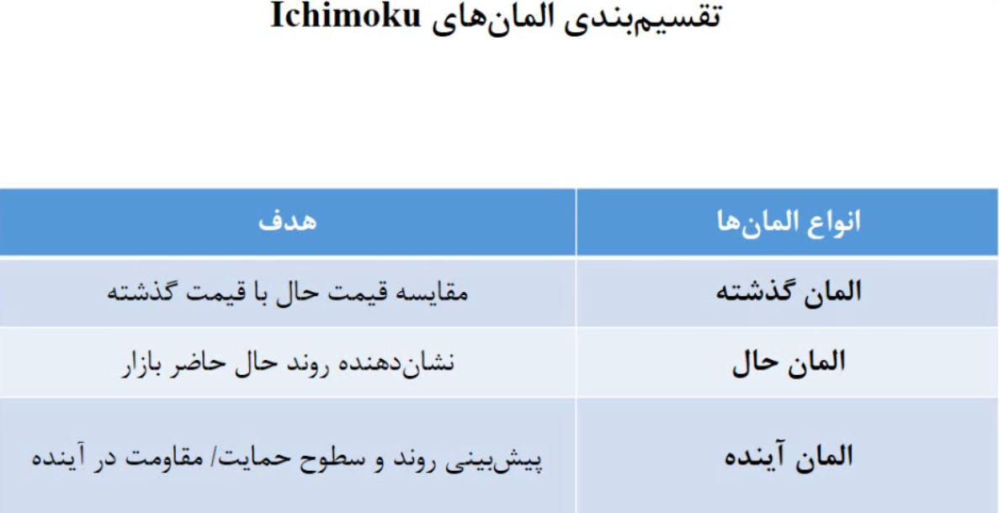 تقسیم‌بندی المان‌های Ichimoku
انواع المان‌ها
هدف
المان گذشته
مقایسه قیمت حال با قیمت گذشته
المان حال
نشان‌دهنده روند حال حاضر بازار
المان آینده
پیش‌بینی روند و سطوح حمایت/ مقاومت در آینده